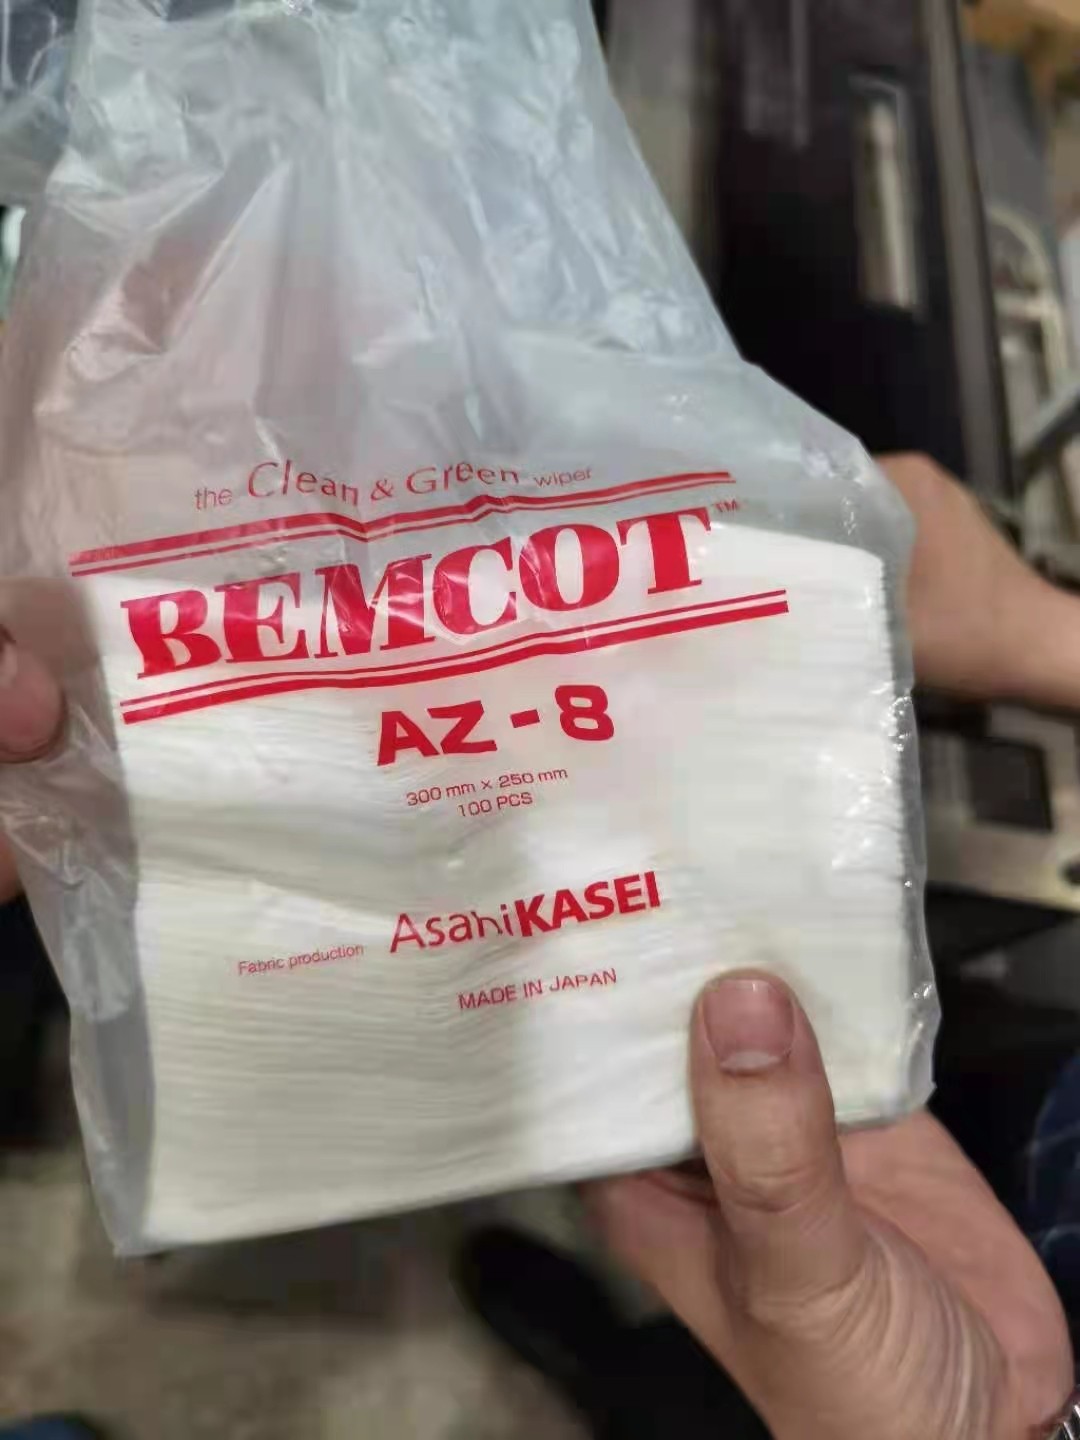 the Clean & Green wiper
BEMCOT™
AZ-8
300 mm × 250 mm
100 PCS
Fabric production AsahiKASEI
MADE IN JAPAN